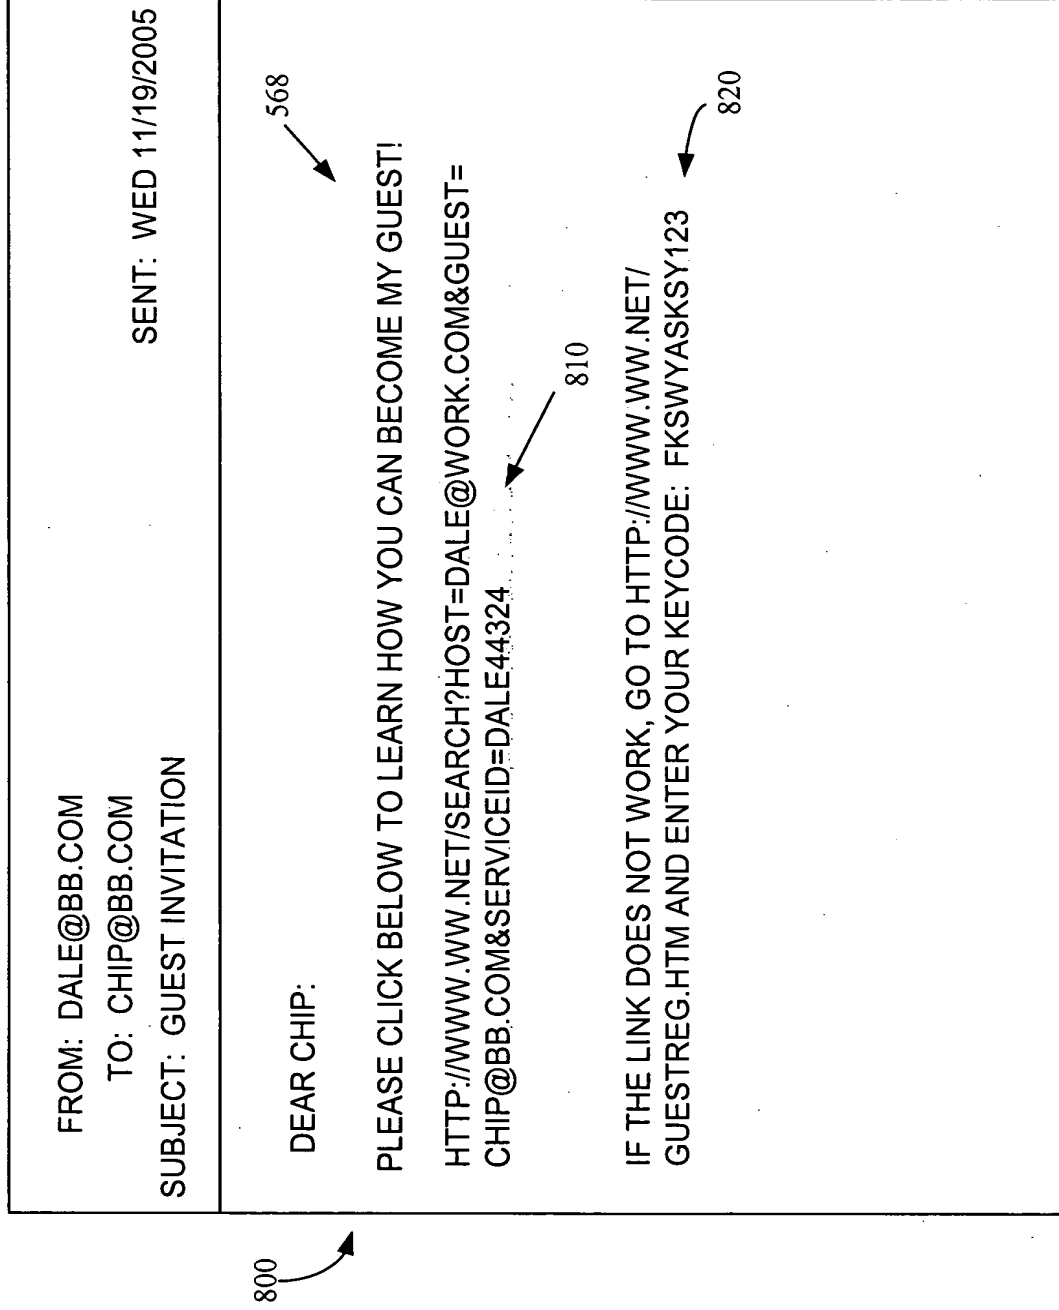 FROM: DALE@BB.COM
TO: CHIP@BB.COM
SUBJECT: GUEST INVITATION
SENT: WED 11/19/2005
DEAR CHIP:
568
PLEASE CLICK BELOW TO LEARN HOW YOU CAN BECOME MY GUEST!
HTTP://WWW.WW.NET/SEARCH?HOST=DALE@WORK.COM&GUEST=
CHIP@BB.COM&SERVICEID=DALE44324
810
IF THE LINK DOES NOT WORK, GO TO HTTP://WWW.WW.NET/
GUESTREG.HTM AND ENTER YOUR KEYCODE: FKSWYASKSY123
820
800